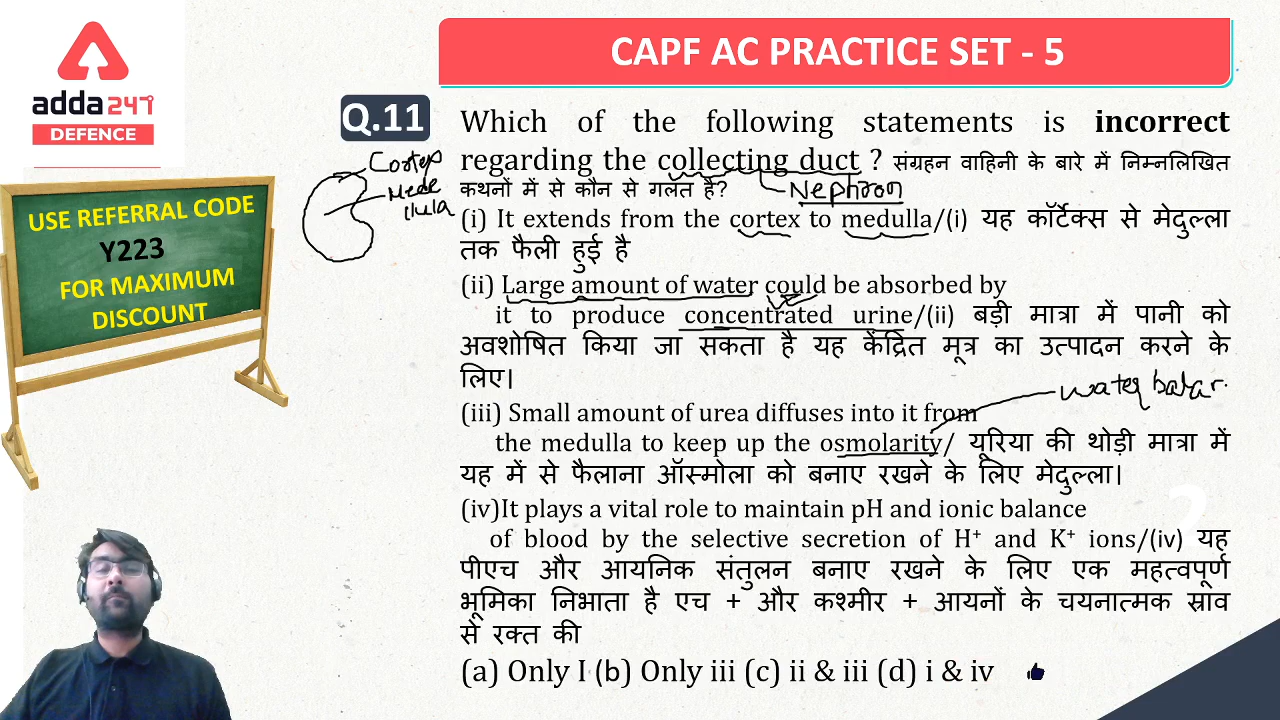 CAPF AC PRACTICE SET - 5
adda247
DEFENCE
USE REFERRAL CODE
Y223
FOR MAXIMUM
DISCOUNT
Q.11
Which of the following statements is incorrect
regarding the collecting duct ? संग्रहन वाहिनी के बारे में निम्नलिखित
कथनों में से कौन से गलत है?
Cortex
Nephron
(i) It extends from the cortex to medulla/(i) यह कॉर्टेक्स से मेदुल्ला
तक फैली हुई है
(ii) Large amount of water could be absorbed by
it to produce concentrated urine/(ii) बड़ी मात्रा में पानी को
अवशोषित किया जा सकता है यह केंद्रित मूत्र का उत्पादन करने के
लिए।
water
(iii) Small amount of urea diffuses into it from
the medulla to keep up the osmolarity/ यूरिया की थोड़ी मात्रा में
यह में से फैलाना ऑस्मोला को बनाए रखने के लिए मेदुल्ला।
(iv)It plays a vital role to maintain pH and ionic balance
of blood by the selective secretion of H⁺ and K⁺ ions/(iv) यह
पीएच और आयनिक संतुलन बनाए रखने के लिए एक महत्वपूर्ण
भूमिका निभाता है एच + और कश्मीर + आयनों के चयनात्मक स्राव
से रक्त की
(a) Only I (b) Only iii (c) ii & iii (d) i & iv